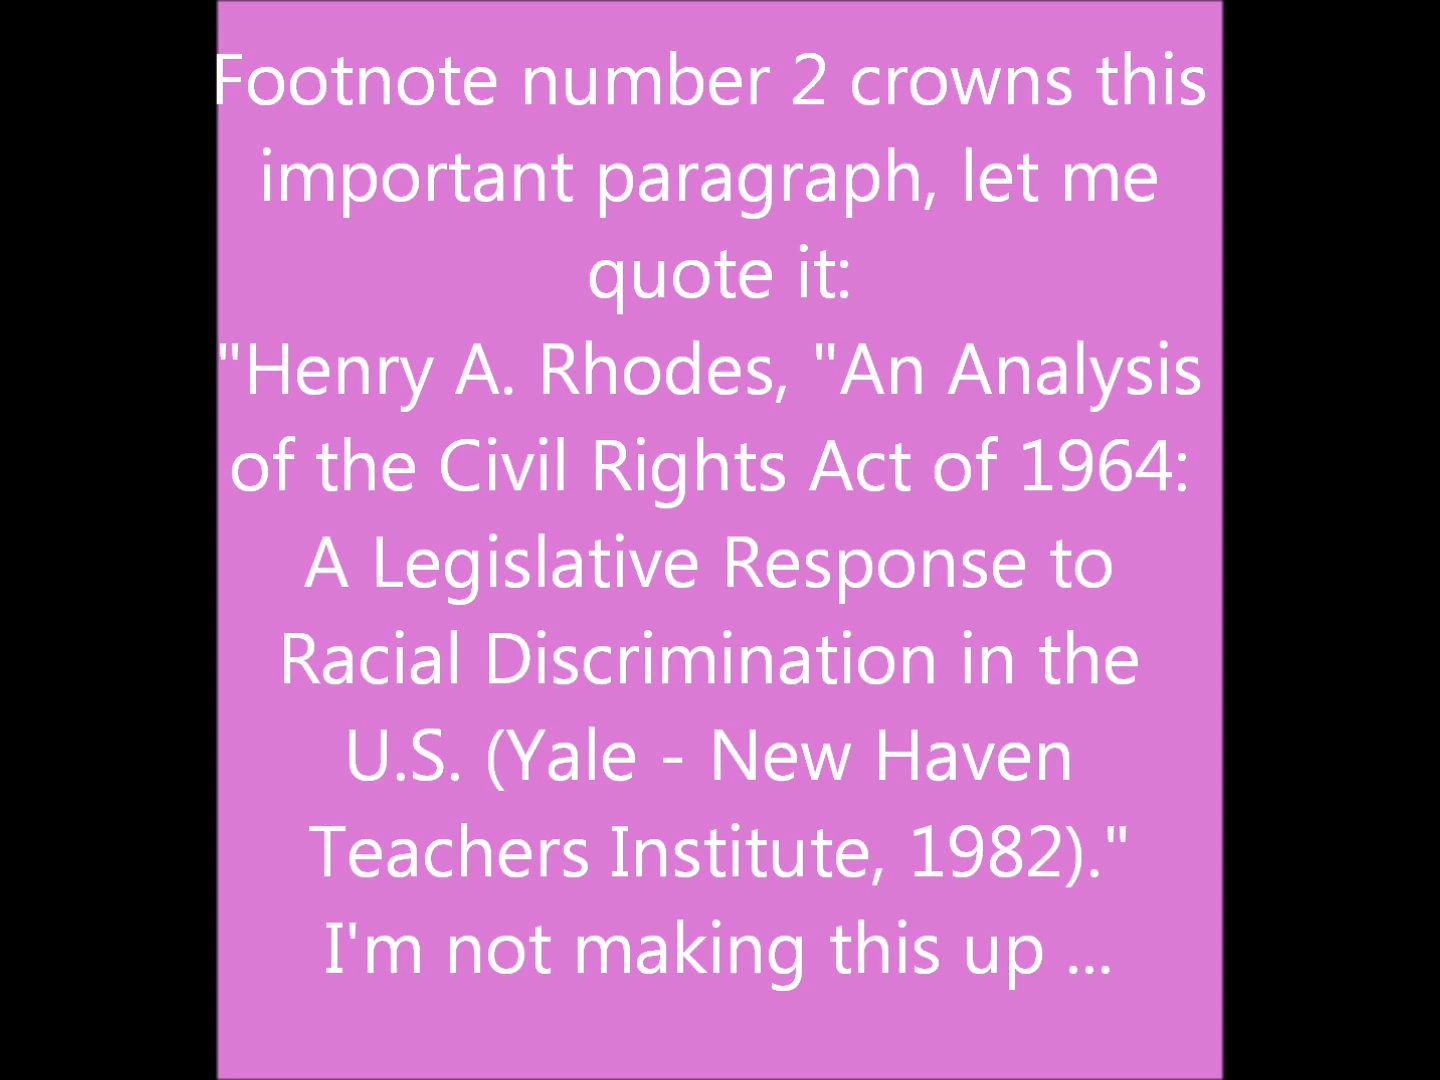 Footnote number 2 crowns this
important paragraph, let me
quote it:
"Henry A. Rhodes, "An Analysis
of the Civil Rights Act of 1964:
A Legislative Response to
Racial Discrimination in the
U.S. (Yale - New Haven
Teachers Institute, 1982)."
I'm not making this up ...